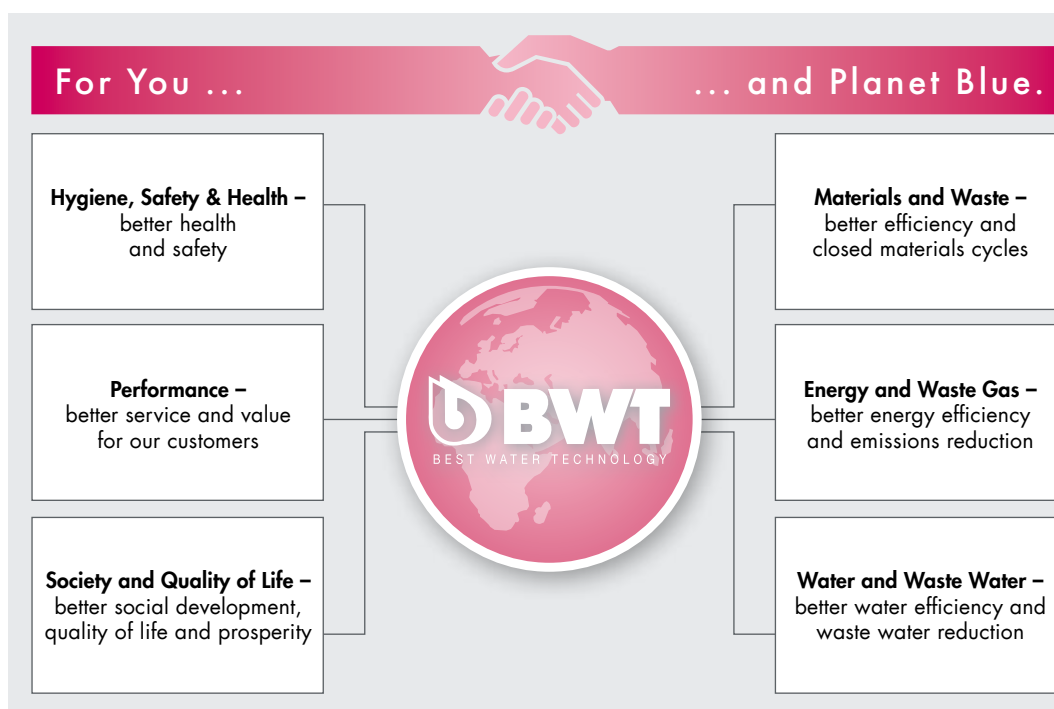 For You ...
... and Planet Blue.
Hygiene, Safety & Health –
better health
and safety
Performance –
better service and value
for our customers
Society and Quality of Life –
better social development,
quality of life and prosperity
BWT
BEST WATER TECHNOLOGY
Materials and Waste –
better efficiency and
closed materials cycles
Energy and Waste Gas –
better energy efficiency
and emissions reduction
Water and Waste Water –
better water efficiency and
waste water reduction